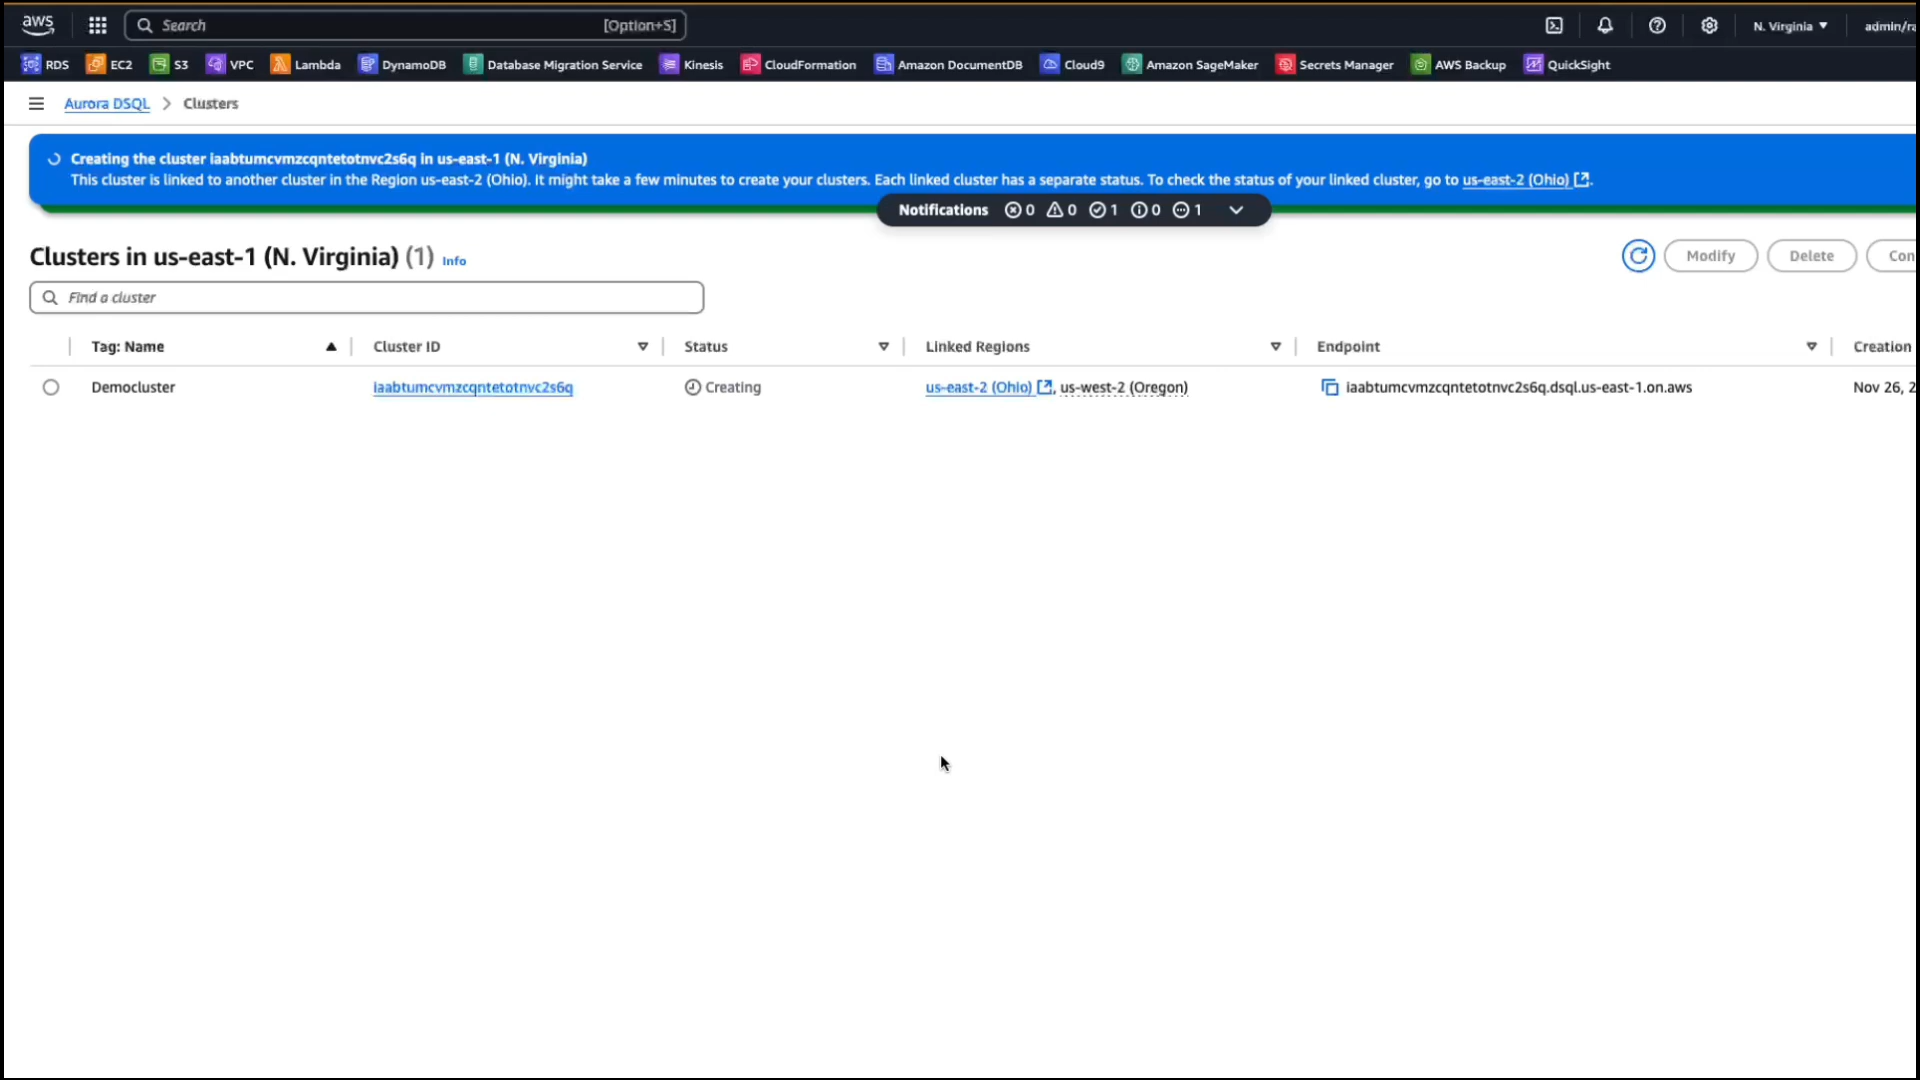 aws Search [Option+S] N. Virginia ▼ admin/ra
RDS EC2 S3 VPC Lambda DynamoDB Database Migration Service Kinesis CloudFormation Amazon DocumentDB Cloud9 Amazon SageMaker Secrets Manager AWS Backup QuickSight
Aurora DSQL > Clusters
Creating the cluster iaabtumcvmzcqntetotnvc2s6q in us-east-1 (N. Virginia)
This cluster is linked to another cluster in the Region us-east-2 (Ohio). It might take a few minutes to create your clusters. Each linked cluster has a separate status. To check the status of your linked cluster, go to us-east-2 (Ohio).
Notifications 0 0 1 0 1
Clusters in us-east-1 (N. Virginia) (1) Info Modify Delete Con
Find a cluster
Tag: Name Cluster ID Status Linked Regions Endpoint Creation
Democluster iaabtumcvmzcqntetotnvc2s6q Creating us-east-2 (Ohio), us-west-2 (Oregon) iaabtumcvmzcqntetotnvc2s6q.dsql.us-east-1.on.aws Nov 26, 2